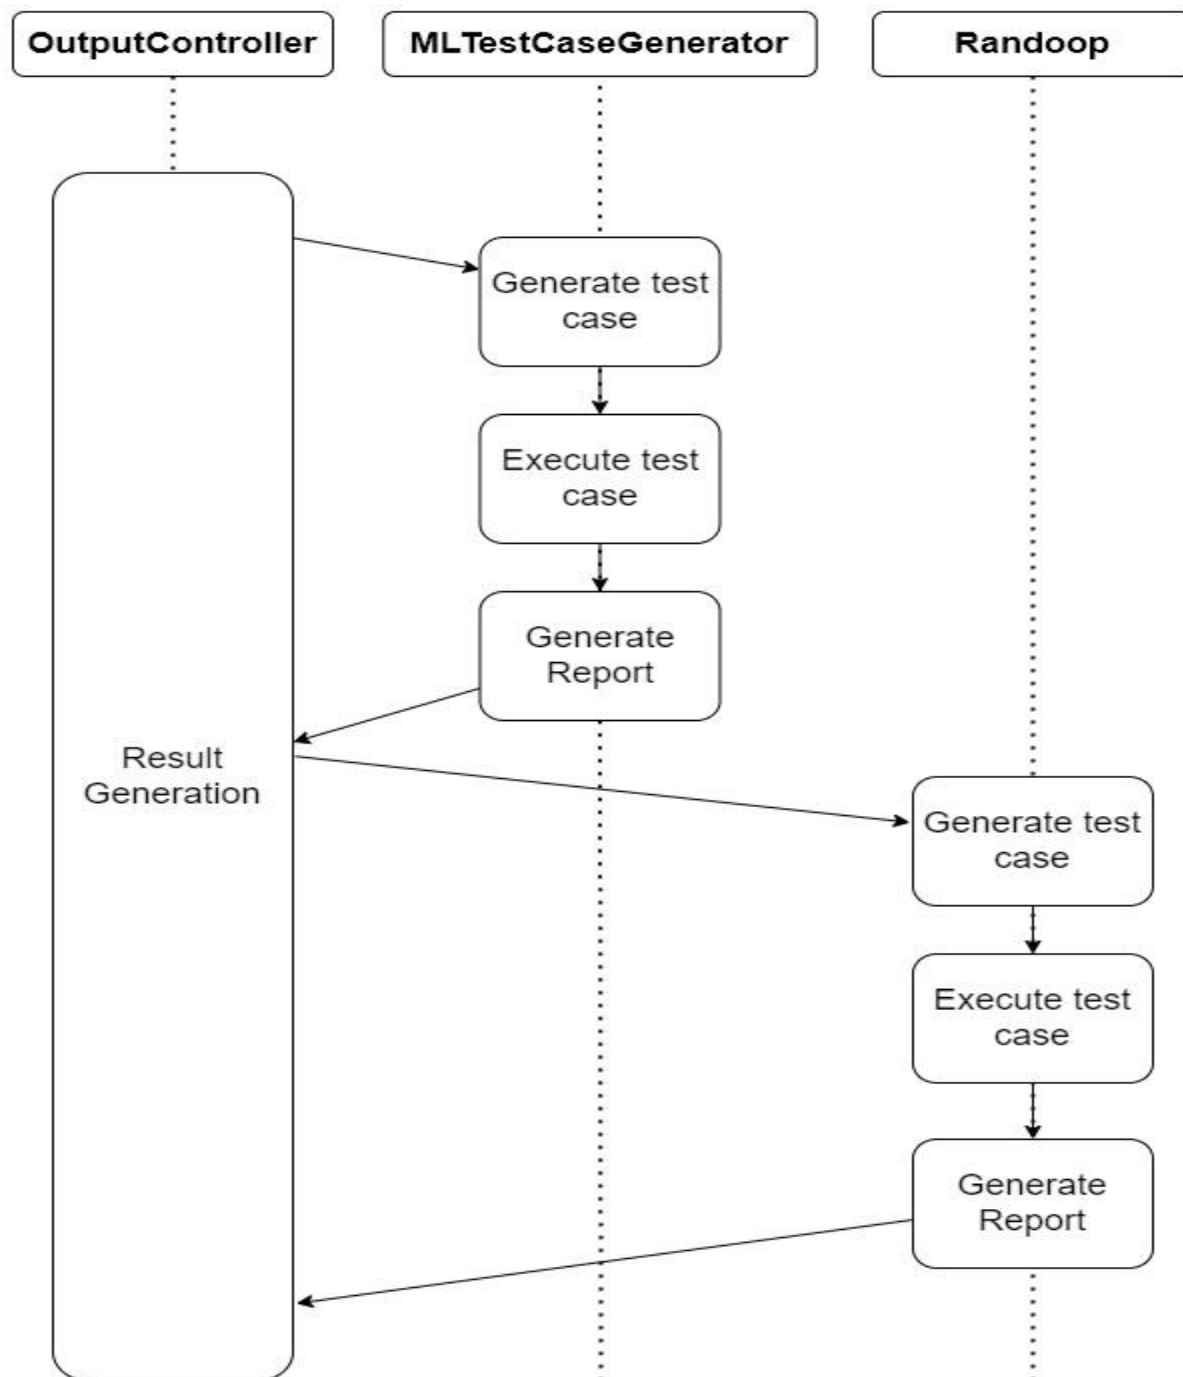 OutputController
MLTestCaseGenerator
Randoop
Generate test
case
Execute test
case
Generate
Report
Result
Generation
Generate test
case
Execute test
case
Generate
Report